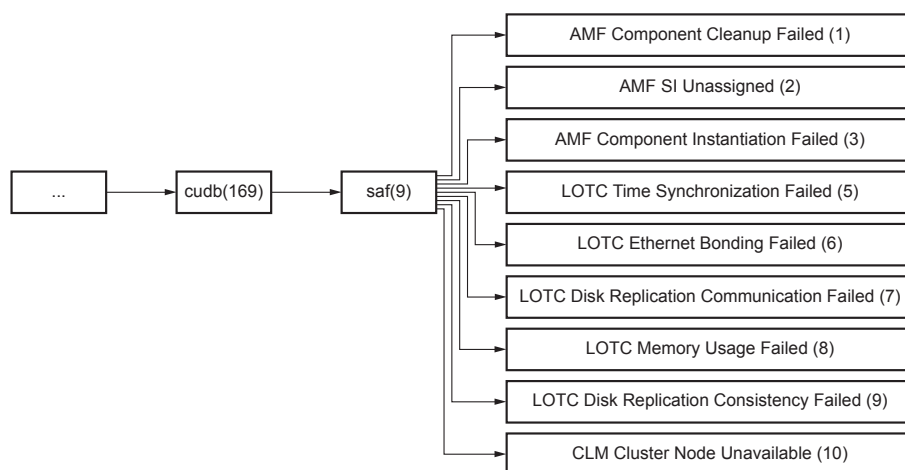 ...
cudb(169)
saf(9)
AMF Component Cleanup Failed (1)
AMF SI Unassigned (2)
AMF Component Instantiation Failed (3)
LOTC Time Synchronization Failed (5)
LOTC Ethernet Bonding Failed (6)
LOTC Disk Replication Communication Failed (7)
LOTC Memory Usage Failed (8)
LOTC Disk Replication Consistency Failed (9)
CLM Cluster Node Unavailable (10)